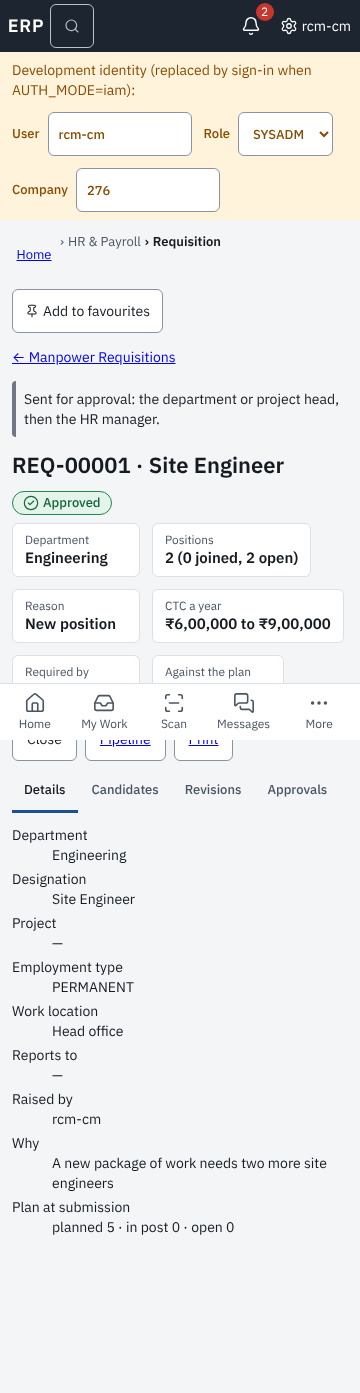 ERP
2
rcm-cm
Development identity (replaced by sign-in when
AUTH_MODE=iam):
User rcm-cm Role SYSADM
Company 276
Home › HR & Payroll › Requisition
Add to favourites
← Manpower Requisitions
Sent for approval: the department or project head,
then the HR manager.
REQ-00001 · Site Engineer
Approved
Department
Engineering
Positions
2 (0 joined, 2 open)
Reason
New position
CTC a year
₹6,00,000 to ₹9,00,000
Required by
Against the plan
Home My Work Scan Messages More
Close Pipeline Print
Details Candidates Revisions Approvals
Department
Engineering
Designation
Site Engineer
Project
—
Employment type
PERMANENT
Work location
Head office
Reports to
—
Raised by
rcm-cm
Why
A new package of work needs two more site
engineers
Plan at submission
planned 5 · in post 0 · open 0